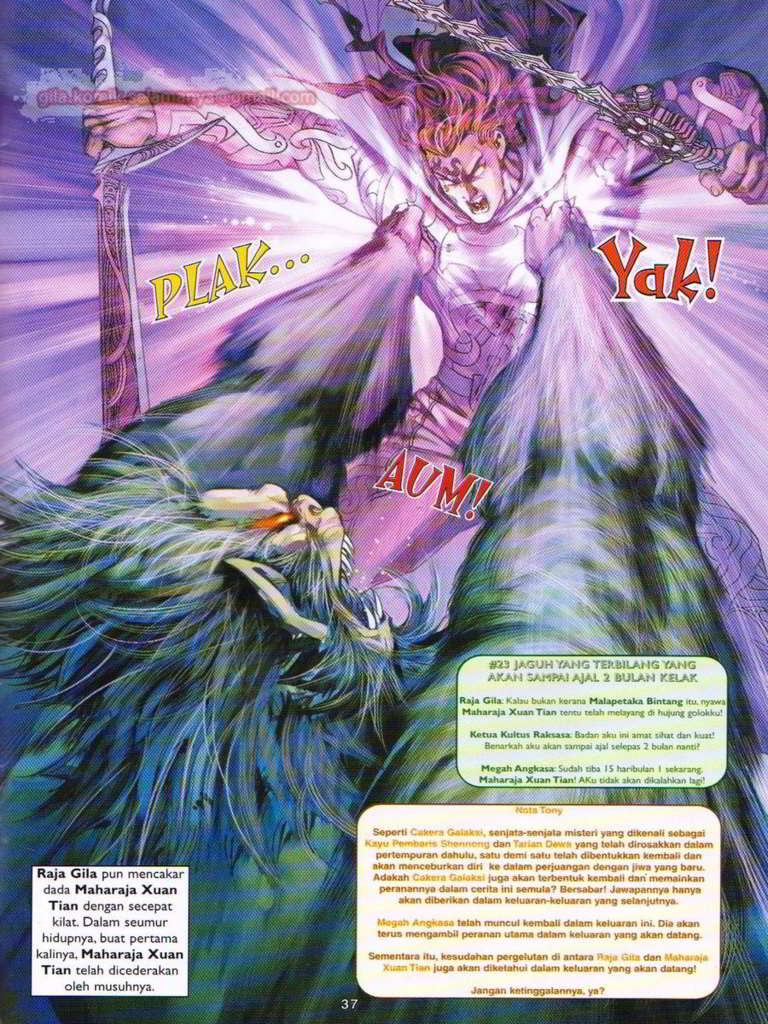 gila.komik.selamanya@gmail.com
PLAK...
Yak!
AUM!
#23 JAGUH YANG TERBILANG YANG
AKAN SAMPAI AJAL 2 BULAN KELAK
Raja Gila: Kalau bukan kerana Malapetaka Bintang itu, nyawa
Maharaja Xuan Tian tentu telah melayang di hujung golokku!
Ketua Kultus Raksasa: Badan aku ini amat sihat dan kuat!
Benarkah aku akan sampai ajal selepas 2 bulan nanti?
Megah Angkasa: Sudah tiba 15 haribulan 1 sekarang.
Maharaja Xuan Tian! AKu tidak akan dikalahkan lagi!
Nota Tony
Seperti Cakera Galaksi, senjata-senjata misteri yang dikenali sebagai
Kayu Pembaris Shennong dan Tarian Dewa yang telah dirosakkan dalam
pertempuran dahulu, satu demi satu telah dibentukkan kembali dan
akan menceburkan diri ke dalam perjuangan dengan jiwa yang baru.
Adakah Cakera Galaksi juga akan terbentuk kembali dan memainkan
peranannya dalam cerita ini semula? Bersabar! Jawapannya hanya
akan diberikan dalam keluaran-keluaran yang selanjutnya.
Megah Angkasa telah muncul kembali dalam keluaran ini. Dia akan
terus mengambil peranan utama dalam keluaran yang akan datang.
Sementara itu, kesudahan pergelutan di antara Raja Gila dan Maharaja
Xuan Tian juga akan diketahui dalam keluaran yang akan datang!
Jangan ketinggalannya, ya?
Raja Gila pun mencakar
dada Maharaja Xuan
Tian dengan secepat
kilat. Dalam seumur
hidupnya, buat pertama
kalinya, Maharaja Xuan
Tian telah dicederakan
oleh musuhnya.
37